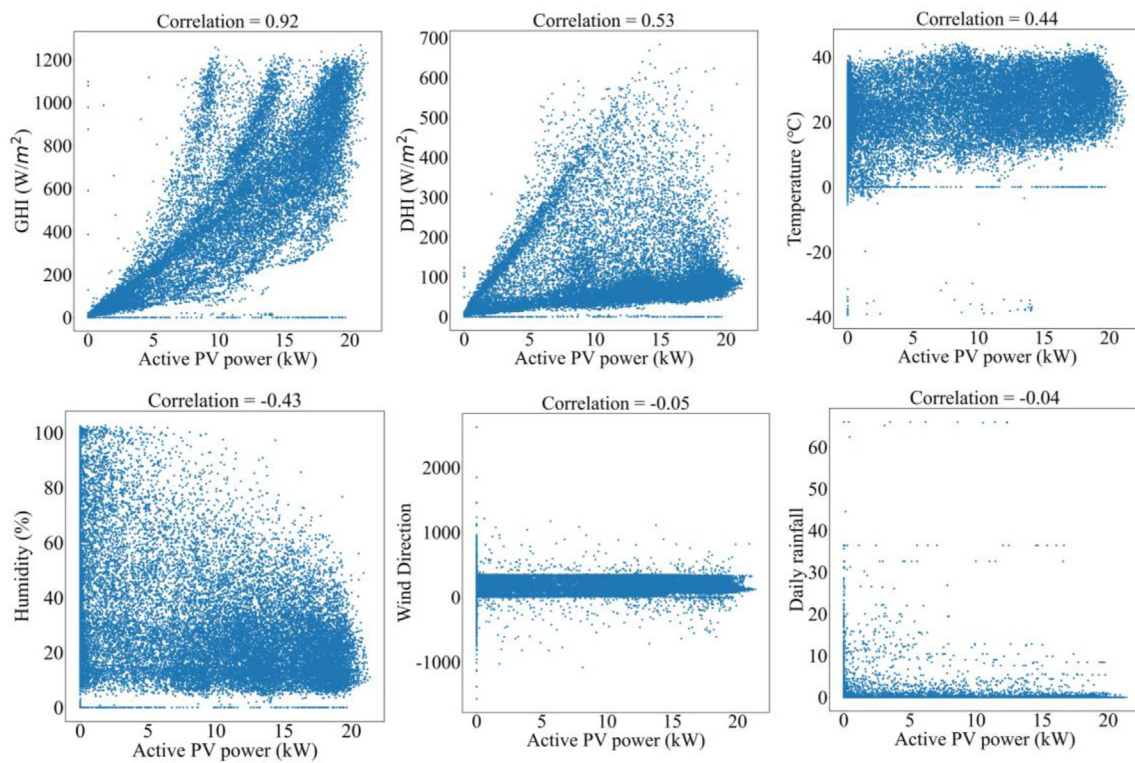 Correlation = 0.92
GHI (W/m²)
1200
1000
800
600
400
200
0
0 5 10 15 20
Active PV power (kW)
Correlation = 0.53
DHI (W/m²)
700
600
500
400
300
200
100
0
0 5 10 15 20
Active PV power (kW)
Correlation = 0.44
Temperature (℃)
40
20
0
-20
-40
0 5 10 15 20
Active PV power (kW)
Correlation = -0.43
Humidity (%)
100
80
60
40
20
0
0 5 10 15 20
Active PV power (kW)
Correlation = -0.05
Wind Direction
2000
1000
0
-1000
0 5 10 15 20
Active PV power (kW)
Correlation = -0.04
Daily rainfall
60
50
40
30
20
10
0
0 5 10 15 20
Active PV power (kW)